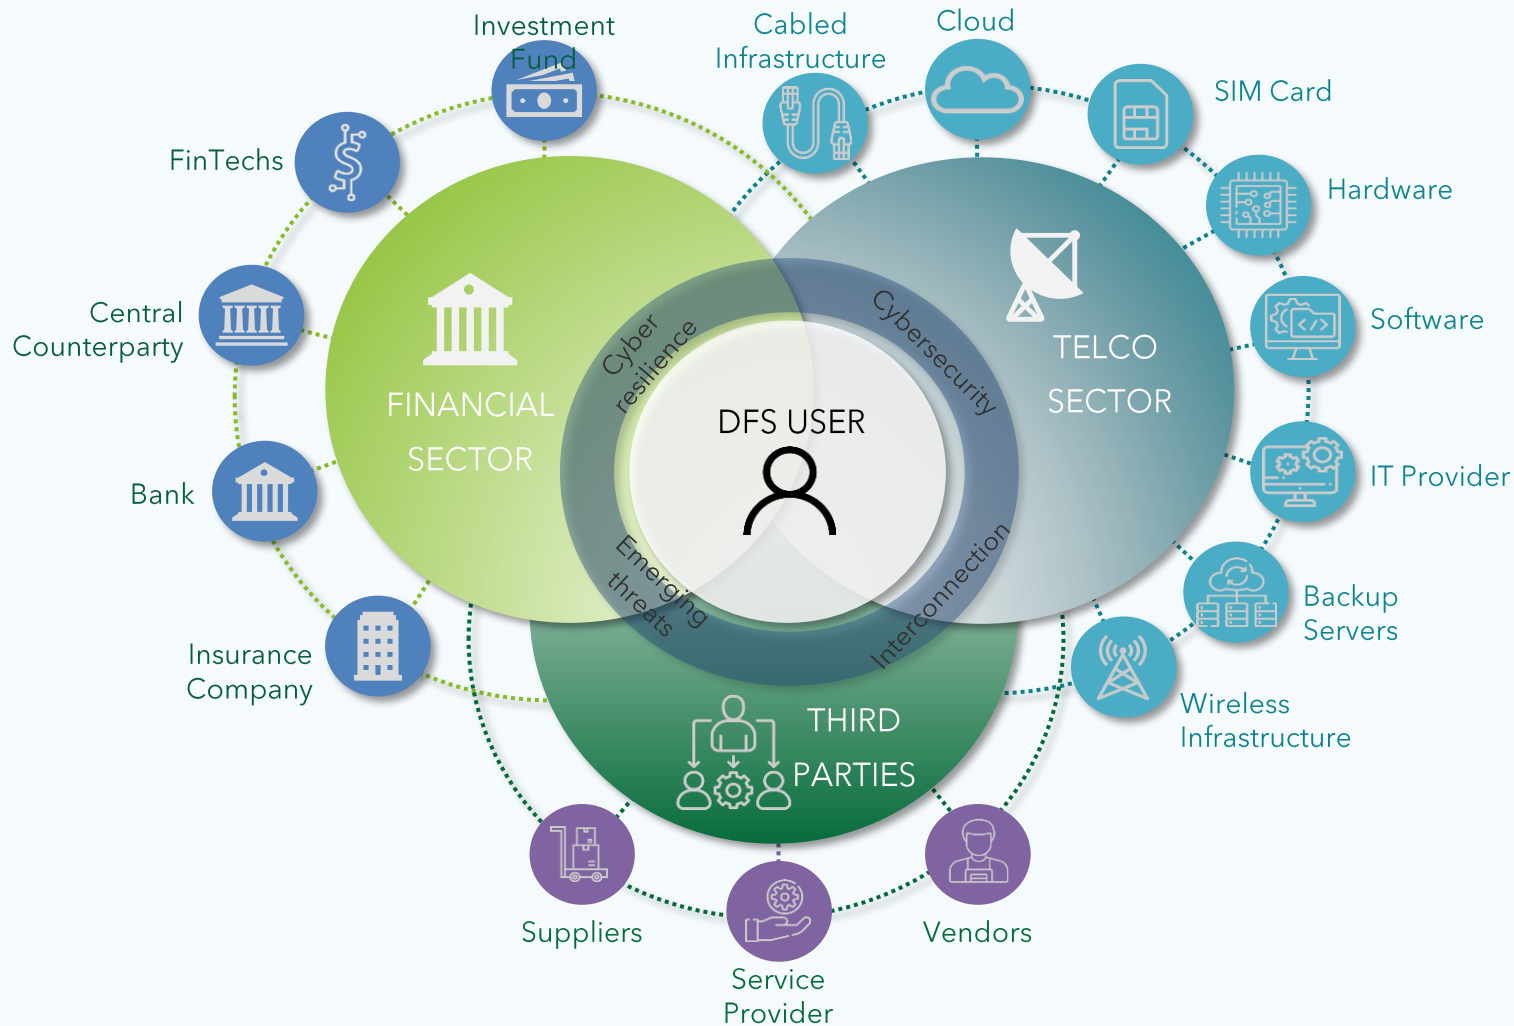 Investment
Fund
Cabled
Infrastructure
Cloud
SIM Card
FinTechs
Hardware
Central
Counterparty
Software
Bank
IT Provider
Insurance
Company
Backup
Servers
Wireless
Infrastructure
FINANCIAL
SECTOR
TELCO
SECTOR
Cyber
resilience
Cybersecurity
DFS USER
Emerging
threats
Interconnection
THIRD
PARTIES
Suppliers
Service
Provider
Vendors